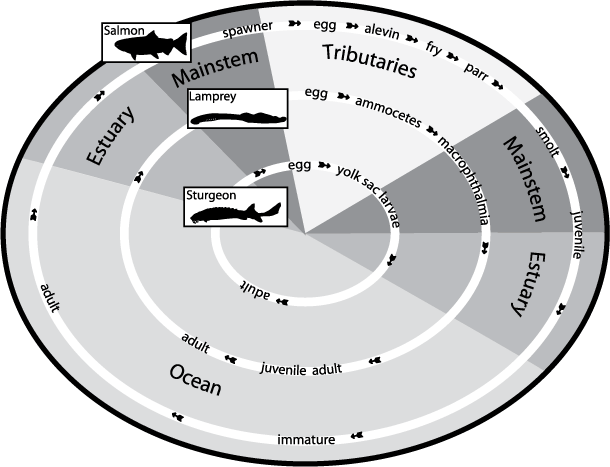 Salmon
spawner
egg
alevin
fry
parr
smolt
juvenile
immature
adult
Mainstem
Tributaries
Mainstem
Estuary
Ocean
Estuary
Lamprey
egg
ammocetes
macrophthalmia
juvenile adult
adult
Sturgeon
egg
yolk sac larvae
adult